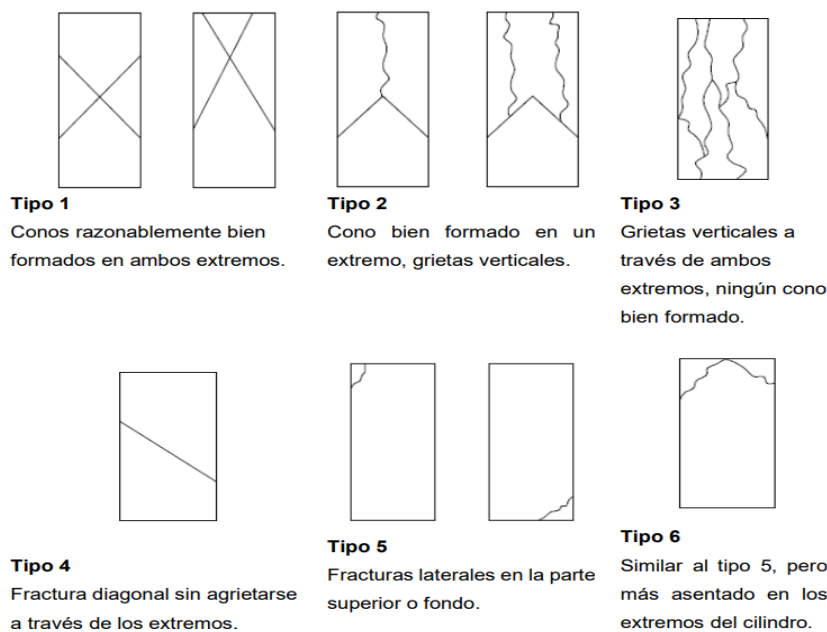 Tipo 1
Conos razonablemente bien
formados en ambos extremos.
Tipo 2
Cono bien formado en un
extremo, grietas verticales.
Tipo 3
Grietas verticales a
través de ambos
extremos, ningún cono
bien formado.
Tipo 4
Fractura diagonal sin agrietarse
a través de los extremos.
Tipo 5
Fracturas laterales en la parte
superior o fondo.
Tipo 6
Similar al tipo 5, pero
más asentado en los
extremos del cilindro.